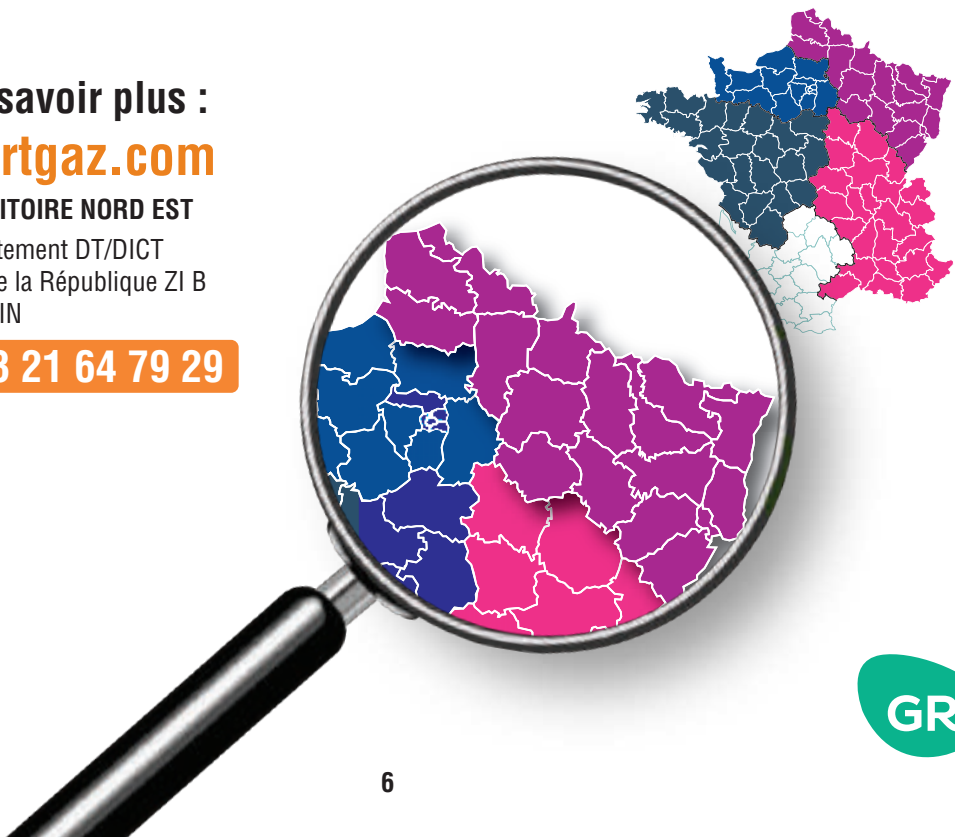 savoir plus :
rtgaz.com
ITOIRE NORD EST
tement DT/DICT
e la République ZI B
IN
3 21 64 79 29
GR
6